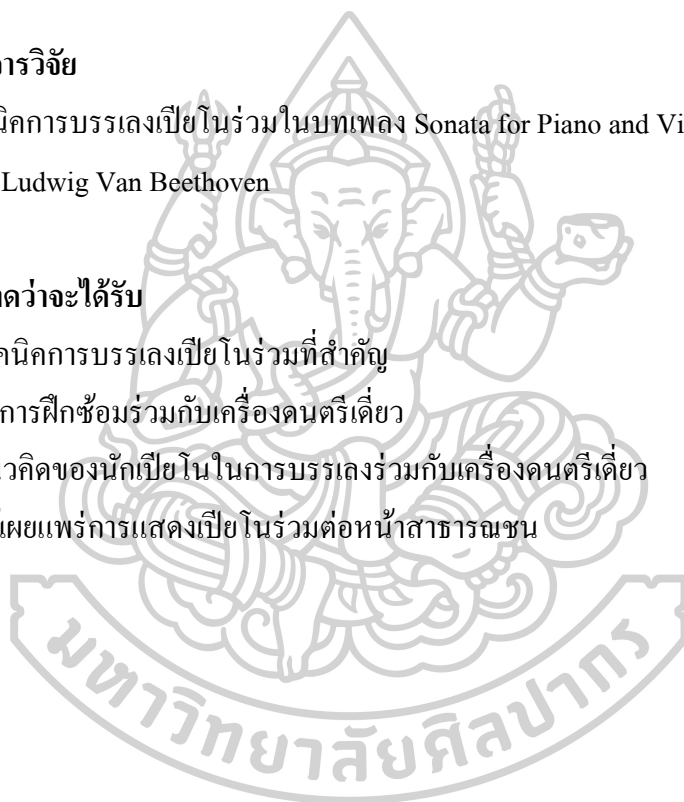 ารวิจัย
นิคการบรรเลงเปียโนร่วมในบทเพลง Sonata for Piano and Vi
Ludwig Van Beethoven
าดว่าจะได้รับ
คนิคการบรรเลงเปียโนร่วมที่สำคัญ
การฝึกซ้อมร่วมกับเครื่องดนตรีเดี่ยว
วคิดของนักเปียโนในการบรรเลงร่วมกับเครื่องดนตรีเดี่ยว
เผยแพร่การแสดงเปียโนร่วมต่อหน้าสาธารณชน
มหาวิทยาลัยศิลปากร